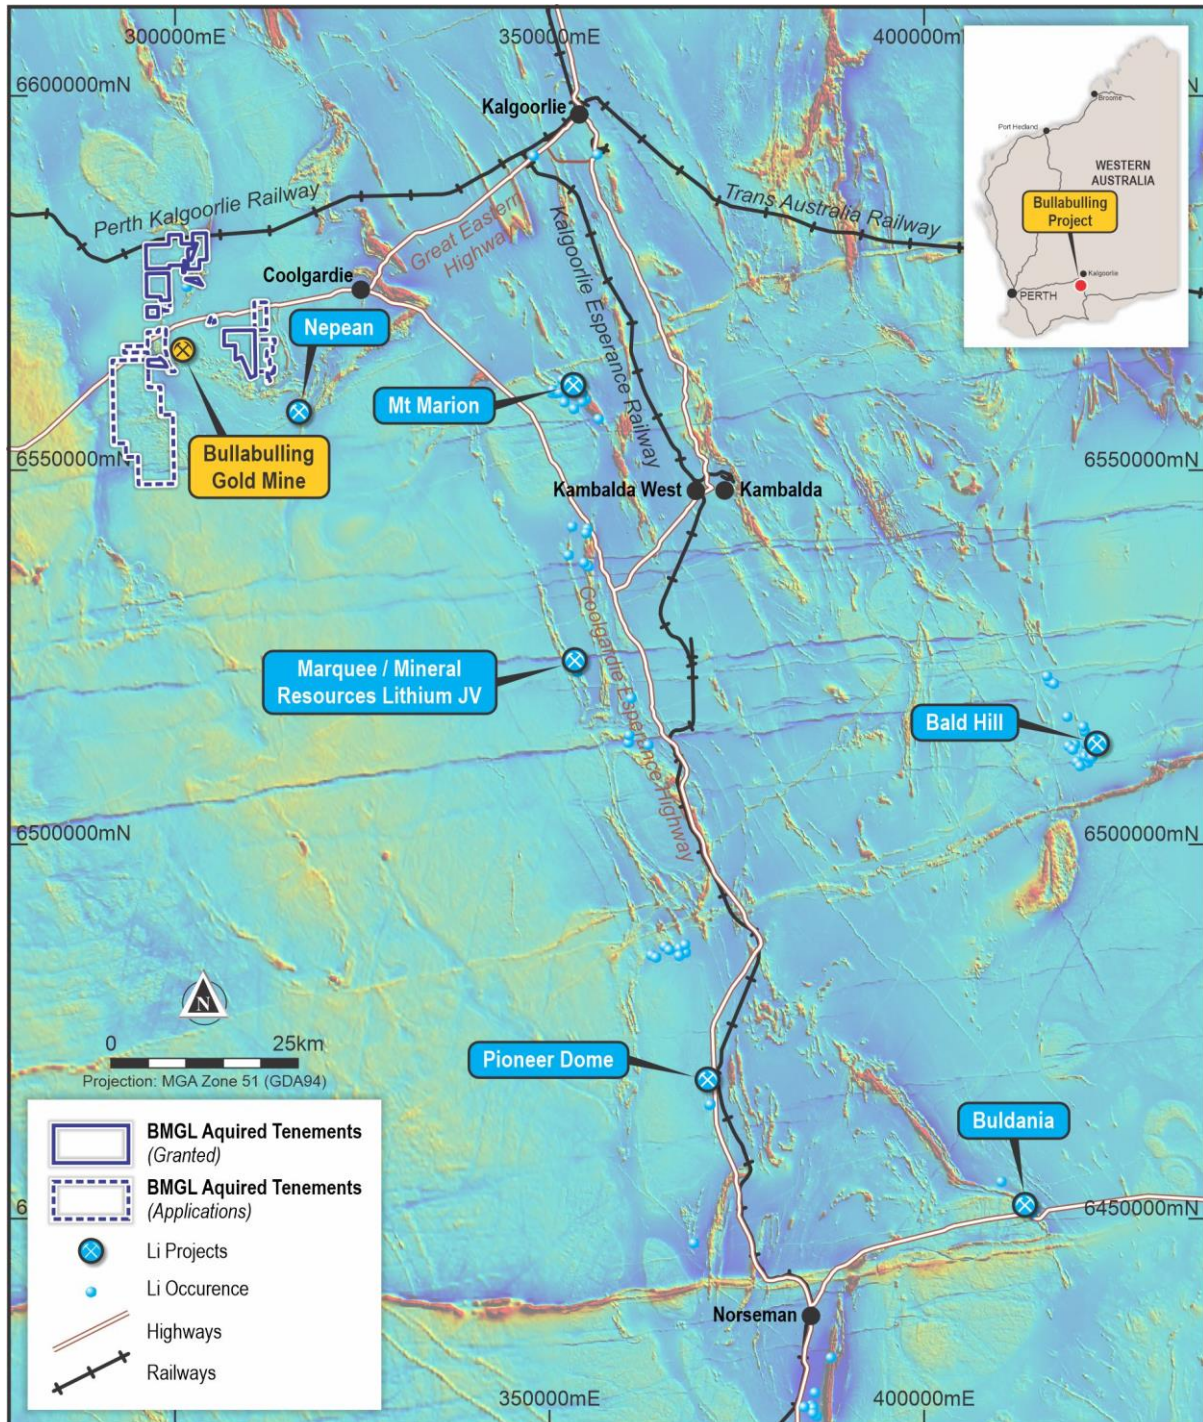 300000mE
350000mE
400000m
6600000mN
Kalgoorlie
Broome
Port Hedland
WESTERN
AUSTRALIA
Bullabulling
Project
Kalgoorlie
PERTH
Perth Kalgoorlie Railway
Trans Australia Railway
Great Eastern
Highway
Kalgoorlie Esperance Railway
Coolgardie
Nepean
Mt Marion
Bullabulling
Gold Mine
6550000mN
6550000mN
Kambalda West
Kambalda
Coolgardie Esperance Highway
Marquee / Mineral
Resources Lithium JV
Bald Hill
6500000mN
6500000mN
N
0
25km
Projection: MGA Zone 51 (GDA94)
Pioneer Dome
Buldania
BMGL Aquired Tenements
(Granted)
BMGL Aquired Tenements
(Applications)
Li Projects
Li Occurence
Highways
Railways
6
6450000mN
Norseman
350000mE
400000mE